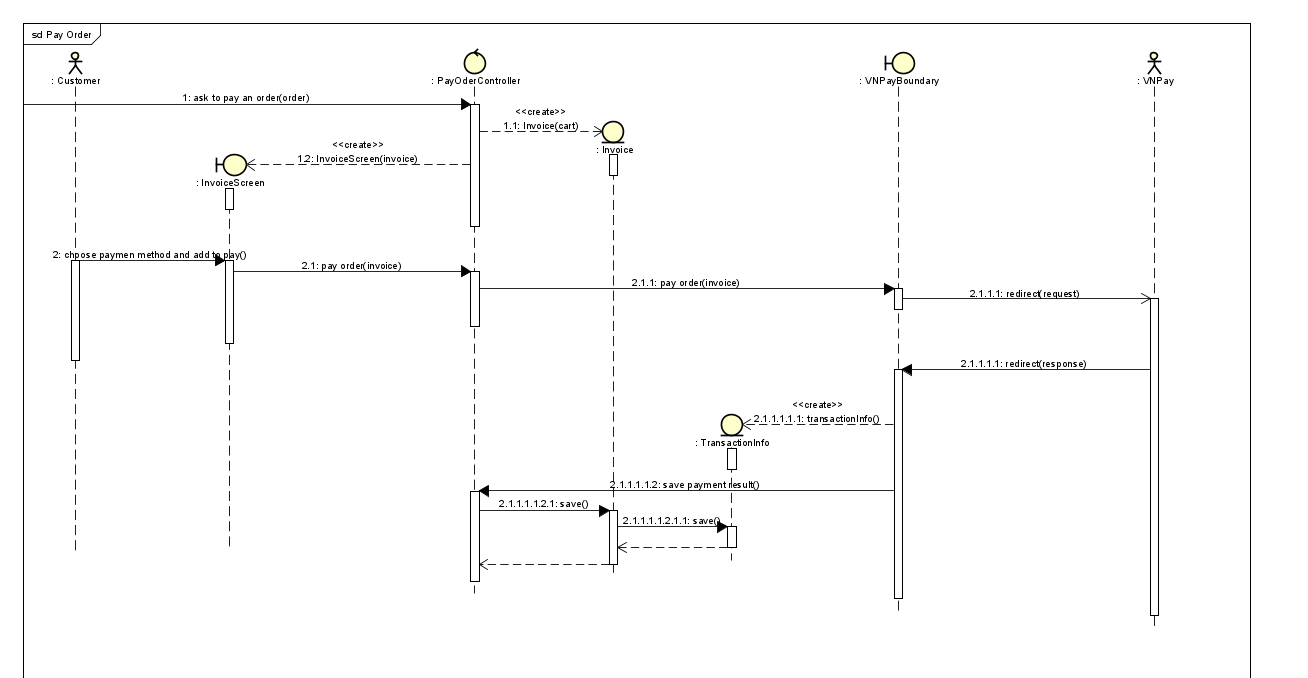 sd Pay Order
: Customer
: PayOderController
: VNPayBoundary
: VNPay
1: ask to pay an order(order)
<<create>>
1.1: Invoice(cart)
: Invoice
<<create>>
1.2: InvoiceScreen(invoice)
: InvoiceScreen
2: choose paymen method and add to pay()
2.1: pay order(invoice)
2.1.1: pay order(invoice)
2.1.1.1: redirect(request)
2.1.1.1.1: redirect(response)
<<create>>
2.1.1.1.1.1: transactionInfo()
: TransactionInfo
2.1.1.1.1.2: save payment result()
2.1.1.1.1.2.1: save()
2.1.1.1.1.2.1.1: save()